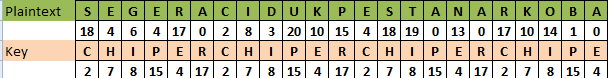 Plaintext S E G E R A C I D U K P E S T A N A R K O B A
18 4 6 4 17 0 2 8 3 20 10 15 4 18 19 0 13 0 17 10 14 1 0
Key C H I P E R C H I P E R C H I P E R C H I P E
2 7 8 15 4 17 2 7 8 15 4 17 2 7 8 15 4 17 2 7 8 15 4